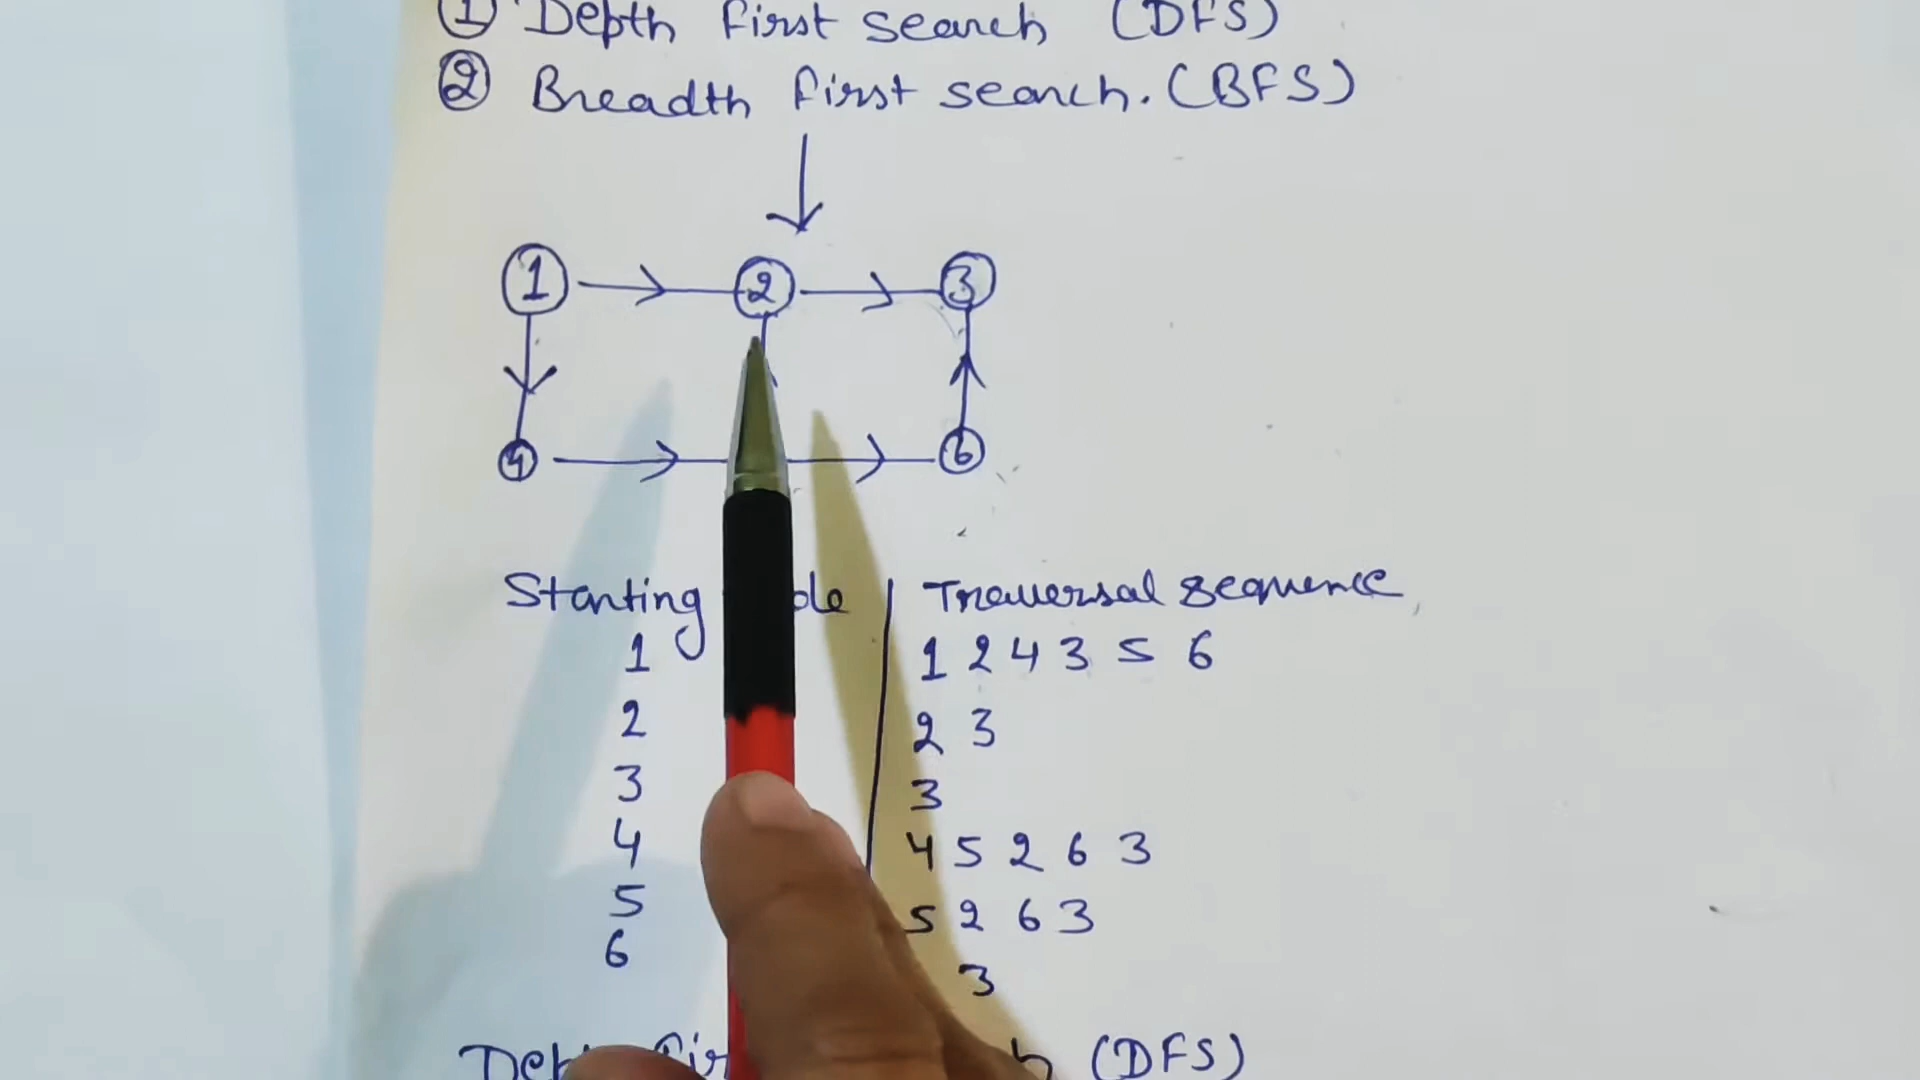 ① Depth first search (DFS)
② Breadth first search. (BFS)
1 2 3
4 6
Starting | Traversal sequence
1 1 2 4 3 5 6
2 2 3
3 3
4 4 5 2 6 3
5 5 2 6 3
6 3
(DFS)